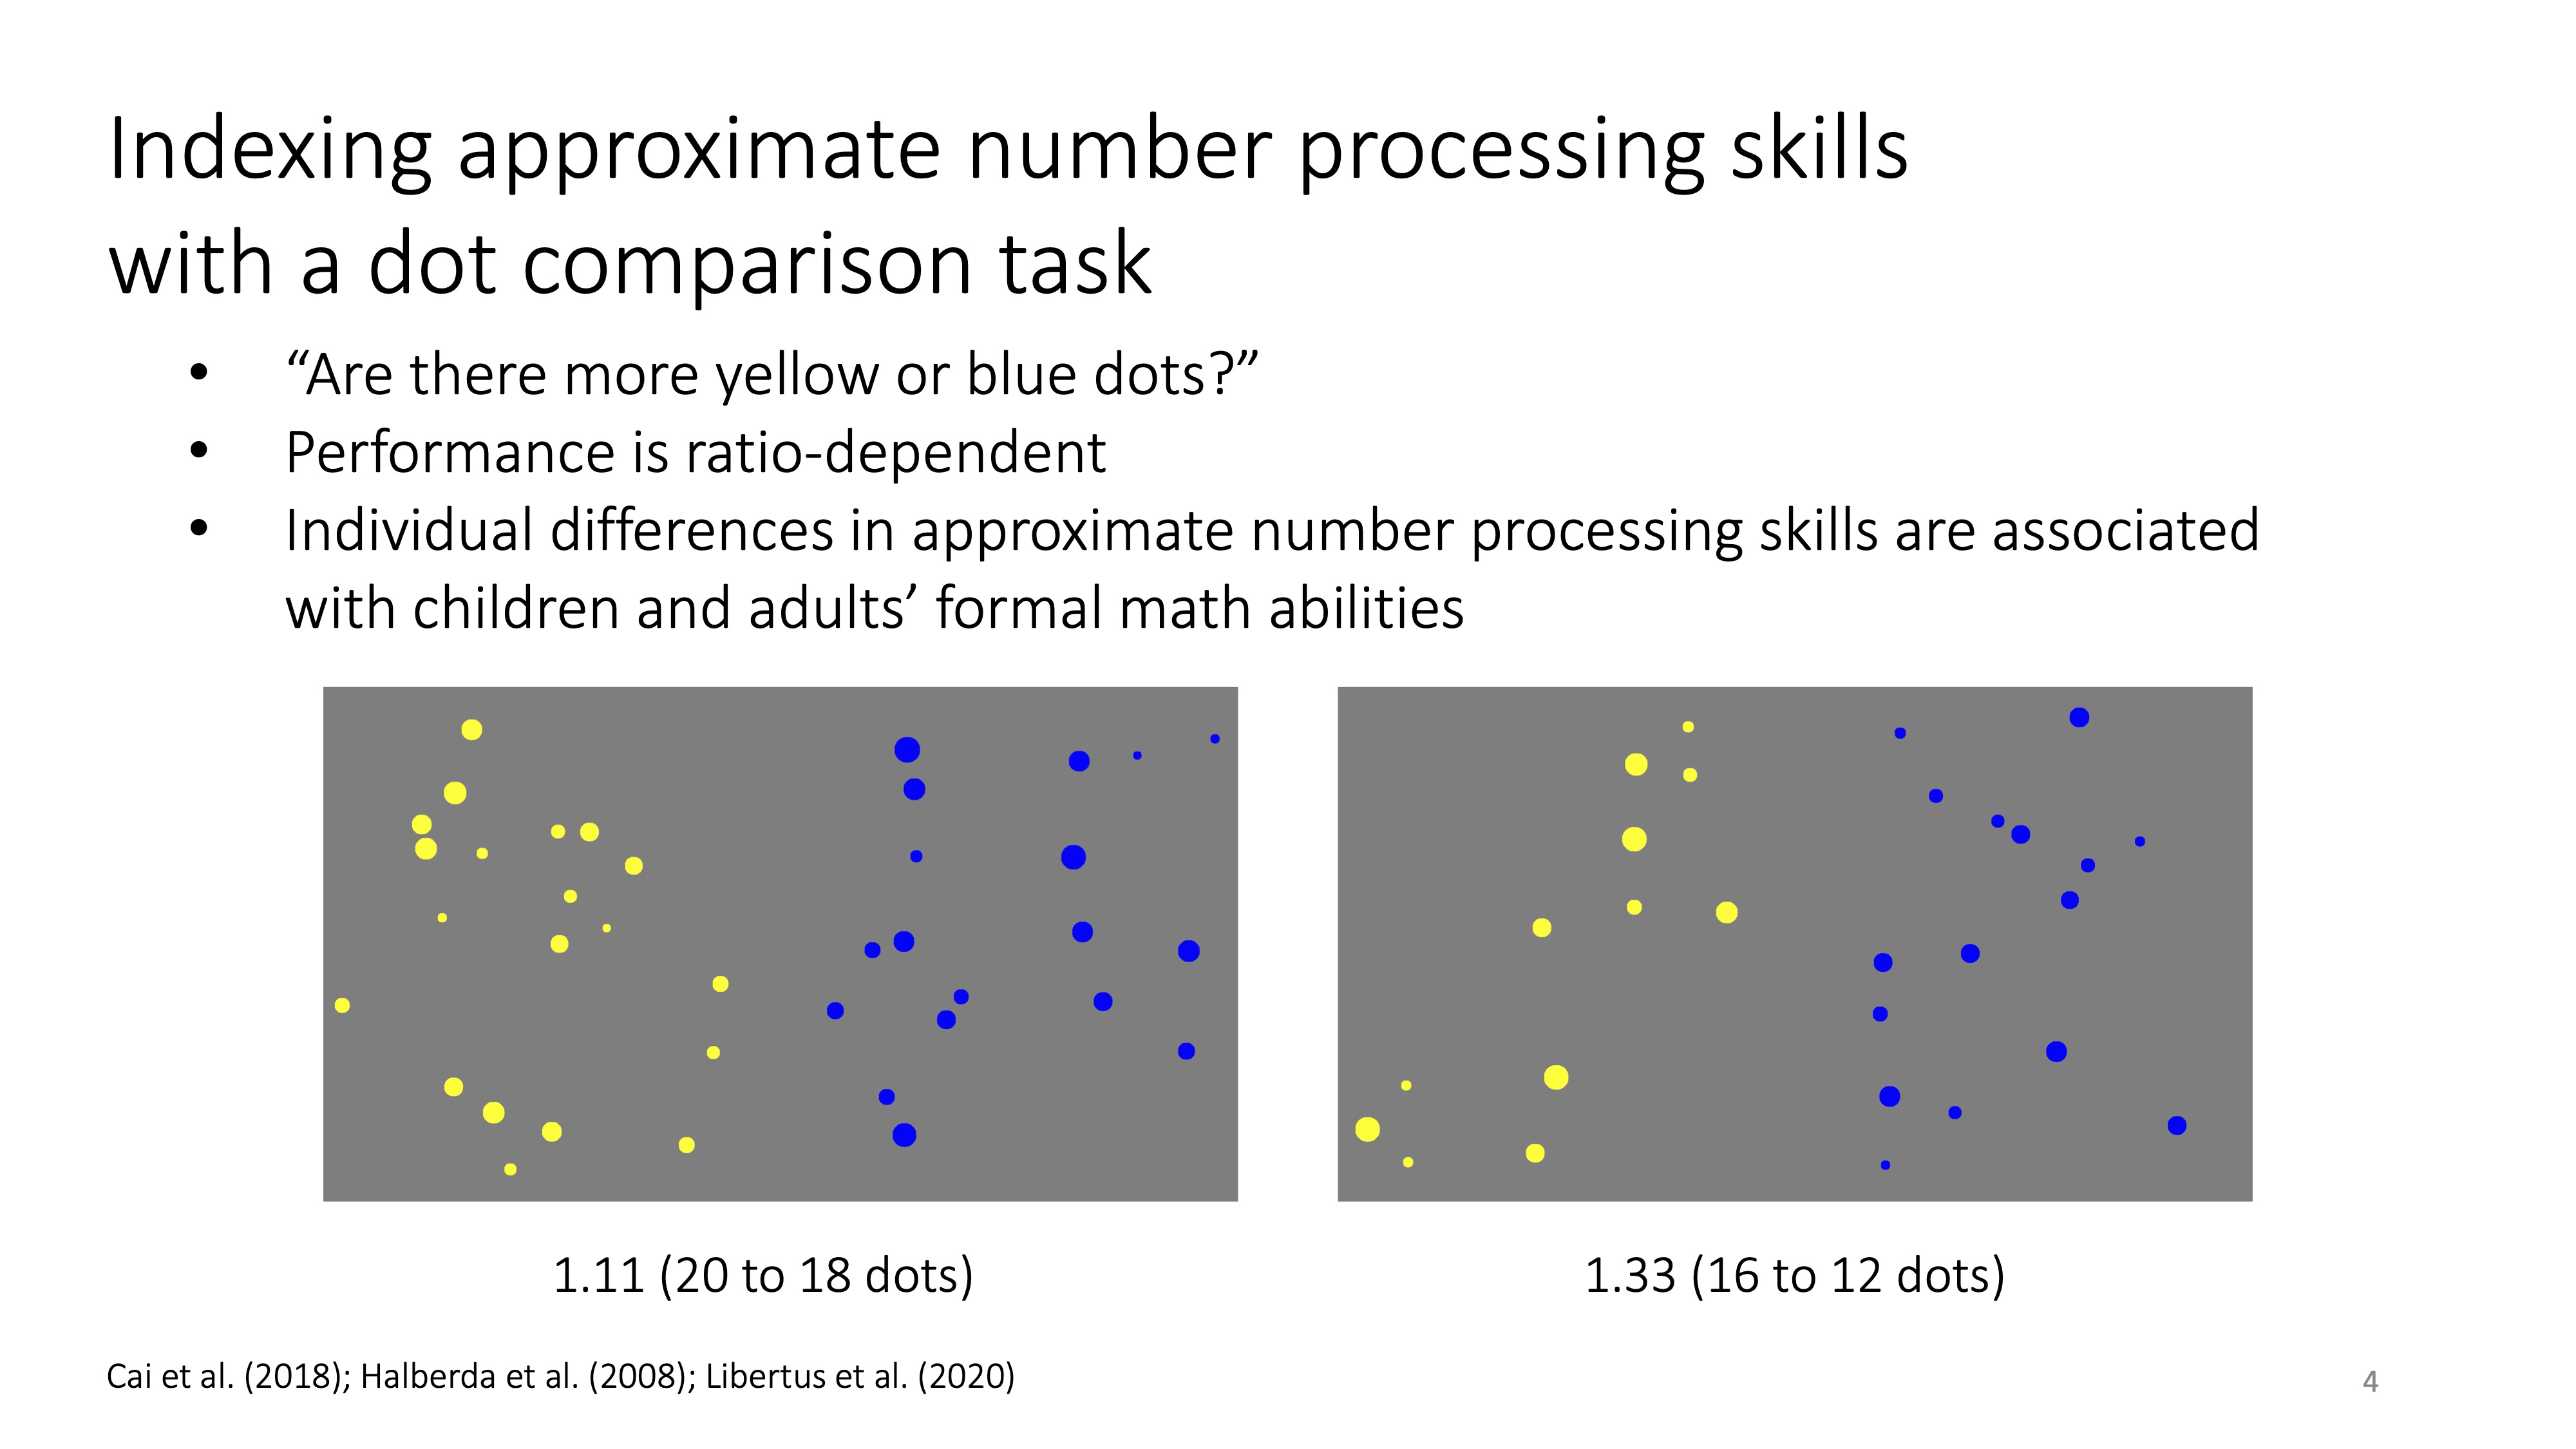 Indexing approximate number processing skills
with a dot comparison task
• “Are there more yellow or blue dots?”
• Performance is ratio-dependent
• Individual differences in approximate number processing skills are associated
with children and adults’ formal math abilities
1.11 (20 to 18 dots)
1.33 (16 to 12 dots)
Cai et al. (2018); Halberda et al. (2008); Libertus et al. (2020)
4